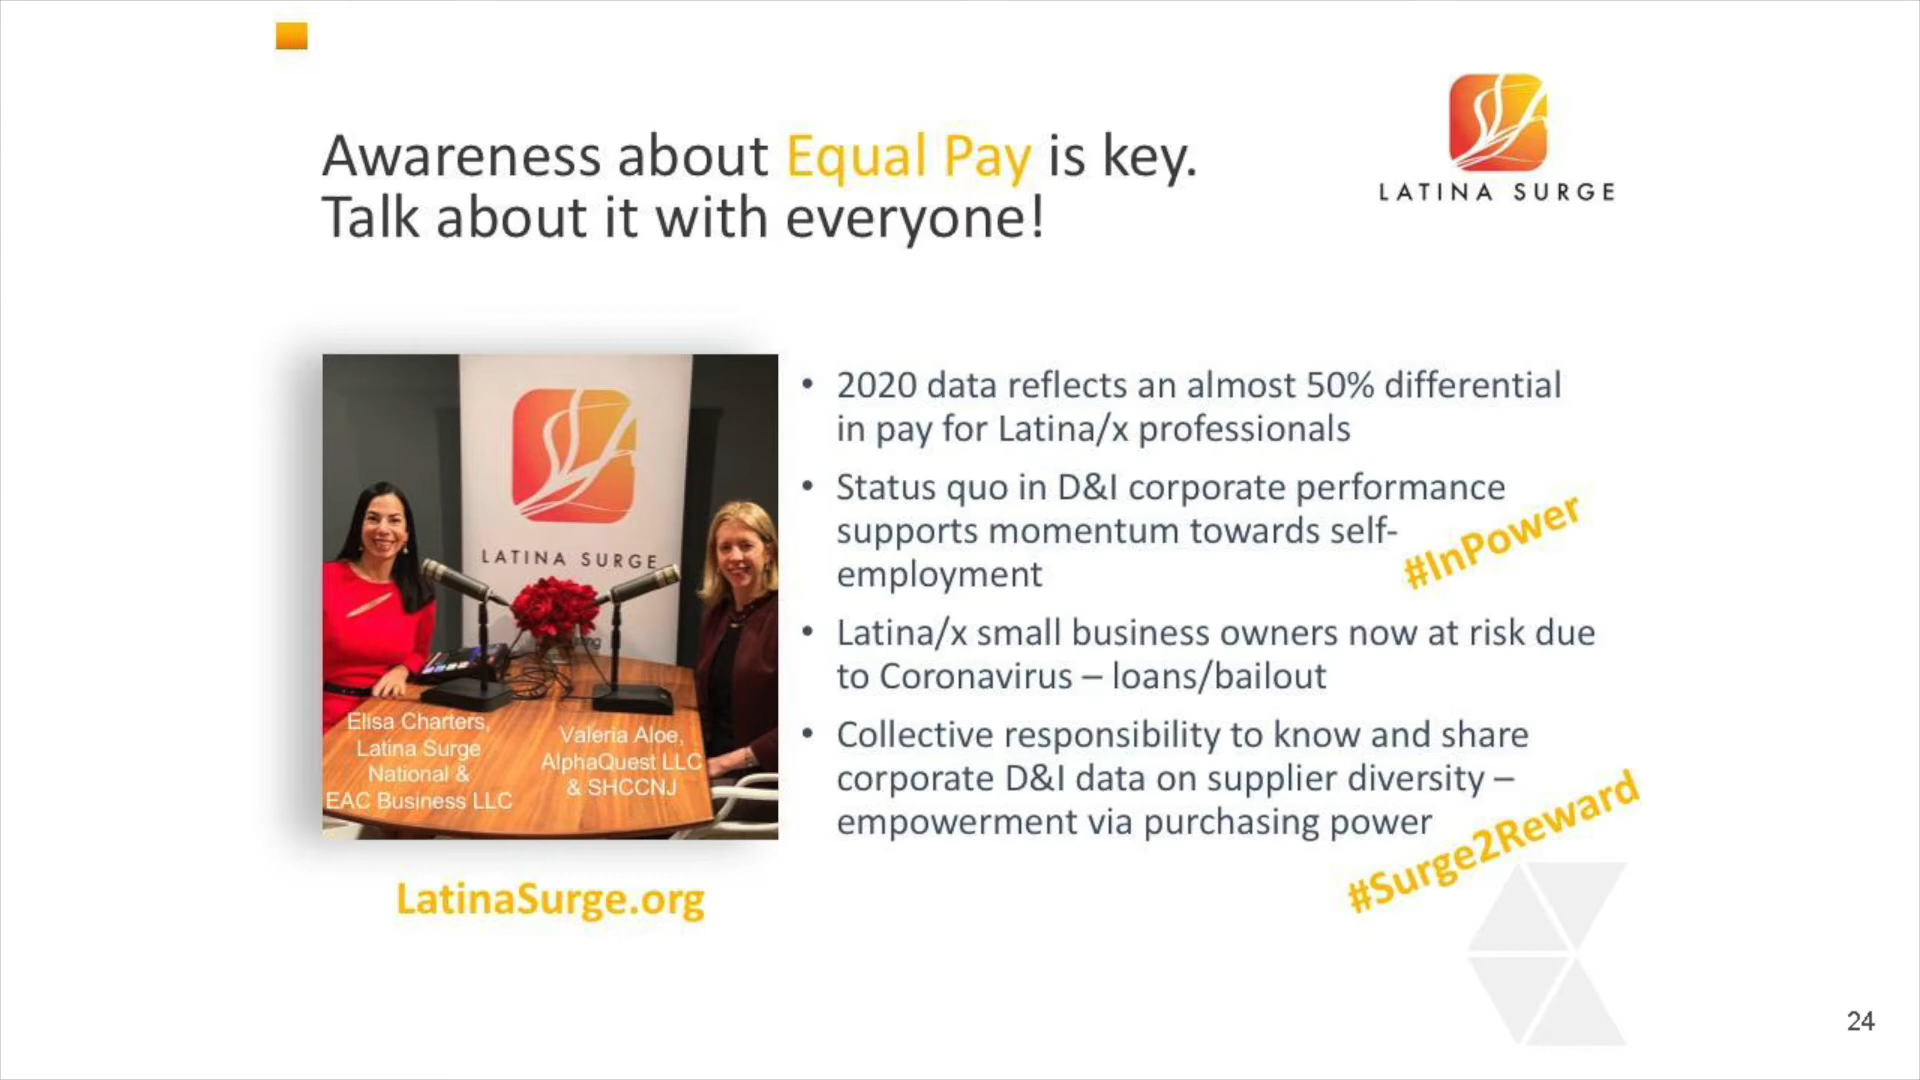 Awareness about Equal Pay is key.
Talk about it with everyone!
LATINA SURGE
LATINA SURGE
Elisa Charters,
Latina Surge
National &
EAC Business LLC
Valeria Aloe,
AlphaQuest LLC
& SHCCNJ
LatinaSurge.org
• 2020 data reflects an almost 50% differential
in pay for Latina/x professionals
• Status quo in D&I corporate performance
supports momentum towards self-
employment
#InPower
• Latina/x small business owners now at risk due
to Coronavirus – loans/bailout
• Collective responsibility to know and share
corporate D&I data on supplier diversity –
empowerment via purchasing power
#Surge2Reward
24